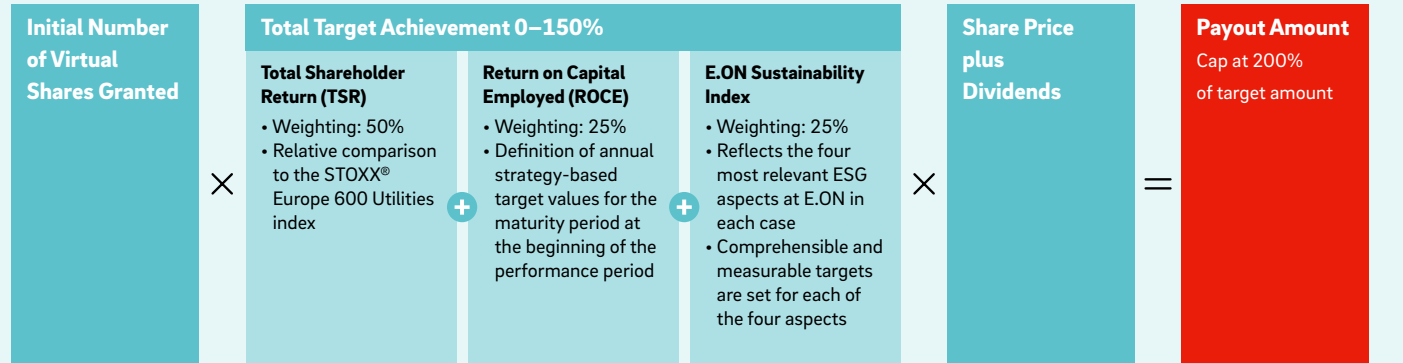 Initial Number
of Virtual
Shares Granted
×
Total Target Achievement 0–150%
Total Shareholder
Return (TSR)
• Weighting: 50%
• Relative comparison
to the STOXX®
Europe 600 Utilities
index
+
Return on Capital
Employed (ROCE)
• Weighting: 25%
• Definition of annual
strategy-based
target values for the
maturity period at
the beginning of the
performance period
+
E.ON Sustainability
Index
• Weighting: 25%
• Reflects the four
most relevant ESG
aspects at E.ON in
each case
• Comprehensible and
measurable targets
are set for each of
the four aspects
×
Share Price
plus
Dividends
=
Payout Amount
Cap at 200%
of target amount